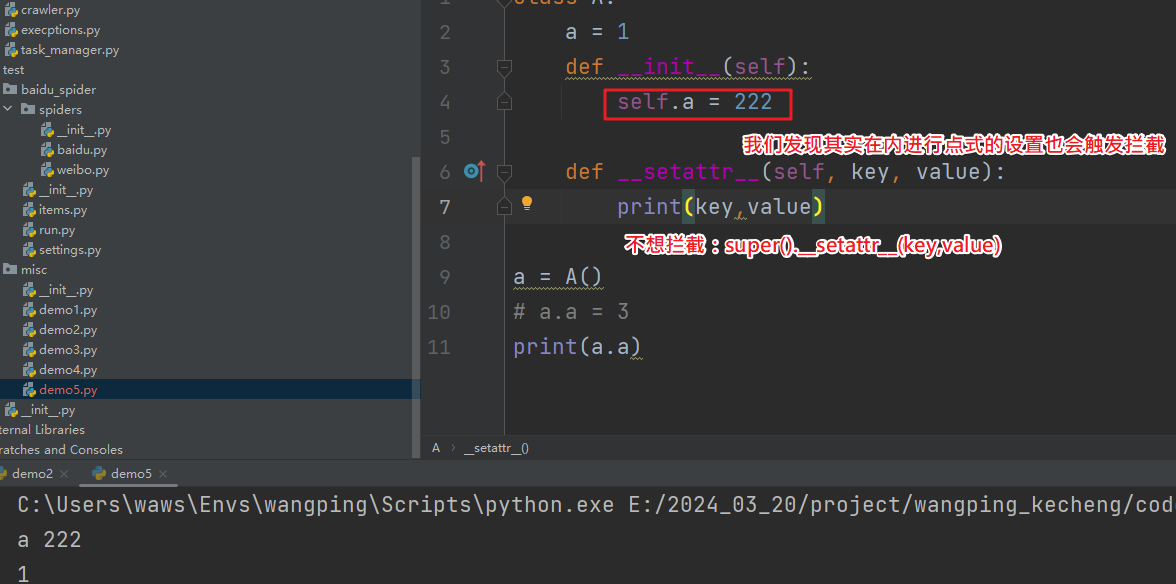 crawler.py
execptions.py
task_manager.py
test
baidu_spider
spiders
__init__.py
baidu.py
weibo.py
__init__.py
items.py
run.py
settings.py
misc
__init__.py
demo1.py
demo2.py
demo3.py
demo4.py
demo5.py
__init__.py
ternal Libraries
ratches and Consoles
1 class A:
2 a = 1
3 def __init__(self):
4 self.a = 222
5
我们发现其实在内进行点式的设置也会触发拦截
6 def __setattr__(self, key, value):
7 print(key,value)
8
不想拦截：super().__setattr__(key,value)
9 a = A()
10 # a.a = 3
11 print(a.a)
A › __setattr__()
demo2 × demo5 ×
C:\Users\waws\Envs\wangping\Scripts\python.exe E:/2024_03_20/project/wangping_kecheng/cod
a 222
1